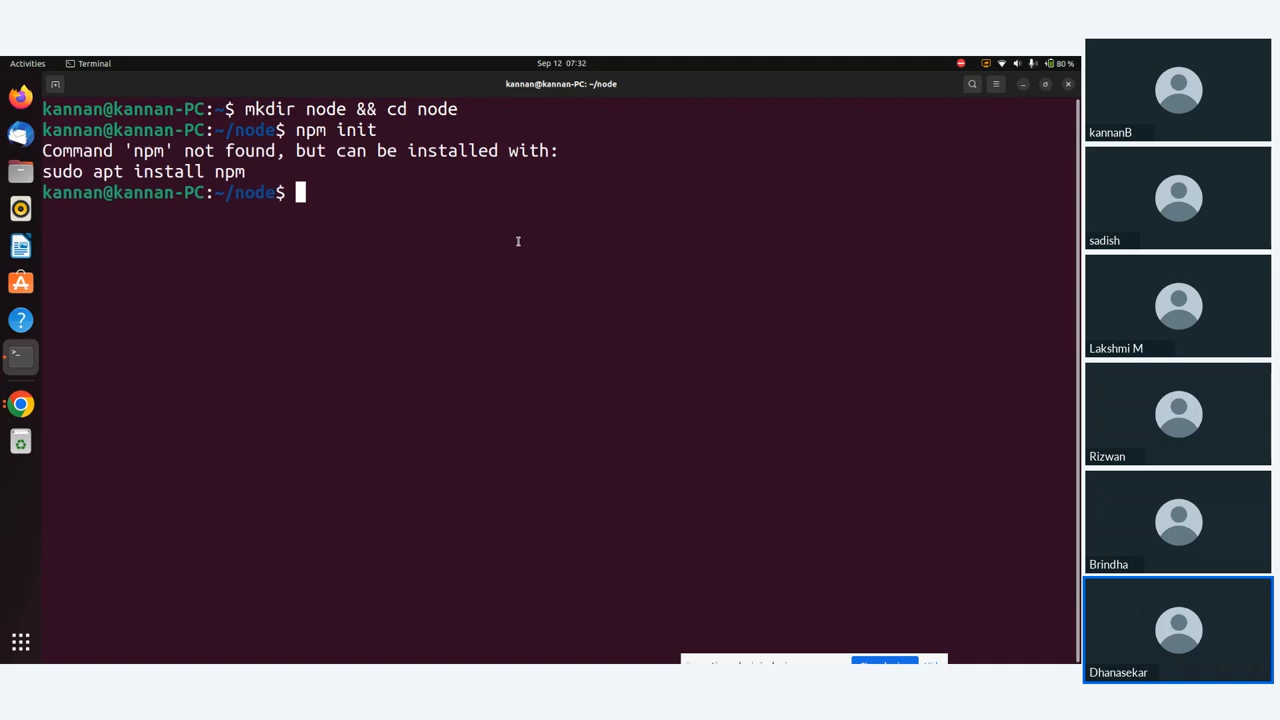 Activities
Terminal
Sep 12 07:32
80 %
kannan@kannan-PC: ~/node
kannan@kannan-PC:~$ mkdir node && cd node
kannan@kannan-PC:~/node$ npm init
Command 'npm' not found, but can be installed with:
sudo apt install npm
kannan@kannan-PC:~/node$
kannanB
sadish
Lakshmi M
Rizwan
Brindha
Dhanasekar